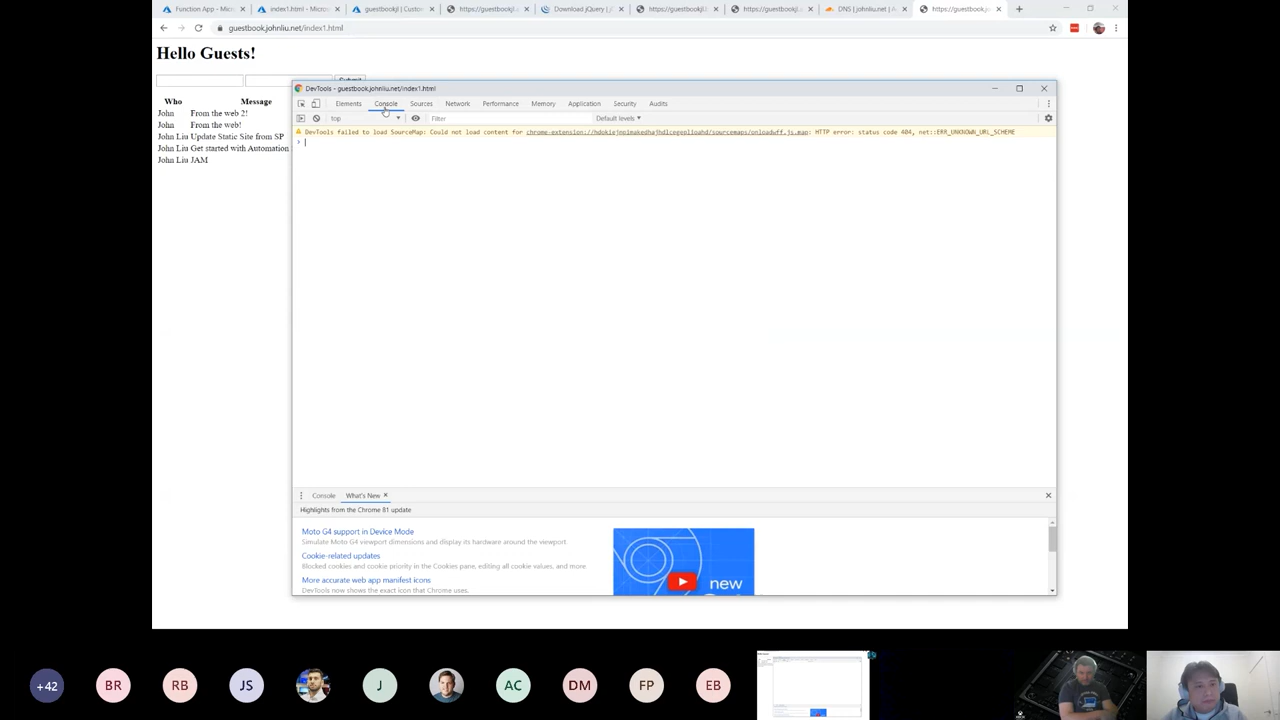 Function App - Micro
index1.html - Micros
guestbookjl | Custo
https://guestbookjl.
Download jQuery | jQ
https://guestbookjl.b
https://guestbookjl.a
DNS | johnliu.net | A
https://guestbook.jo
guestbook.johnliu.net/index1.html
Hello Guests!
Submit
DevTools - guestbook.johnliu.net/index1.html
Elements Console Sources Network Performance Memory Application Security Audits
Who Message
John From the web 2!
John From the web!
John Liu Update Static Site from SP
John Liu Get started with Automation
John Liu JAM
top Filter Default levels
DevTools failed to load SourceMap: Could not load content for : HTTP error: status code 404, net::ERR_UNKNOWN_URL_SCHEME
Console What's New
Highlights from the Chrome 81 update
Moto G4 support in Device Mode
Simulate Moto G4 viewport dimensions and display its hardware around the viewport.
Cookie-related updates
Blocked cookies and cookie priority in the Cookies pane, editing all cookie values, and more.
More accurate web app manifest icons
DevTools now shows the exact icon that Chrome uses.
new
+42 BR RB JS J AC DM FP EB